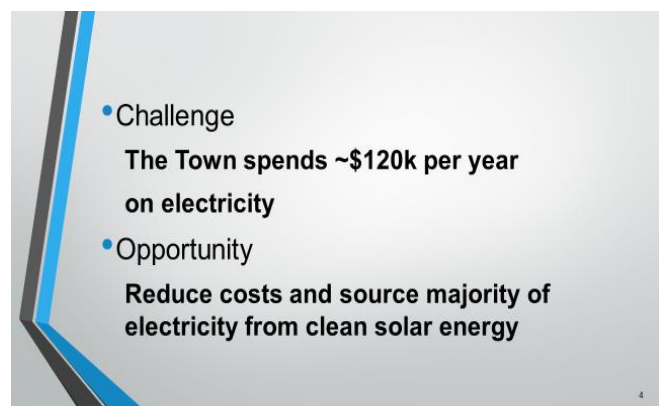 •Challenge
The Town spends ~$120k per year
on electricity
•Opportunity
Reduce costs and source majority of
electricity from clean solar energy
4